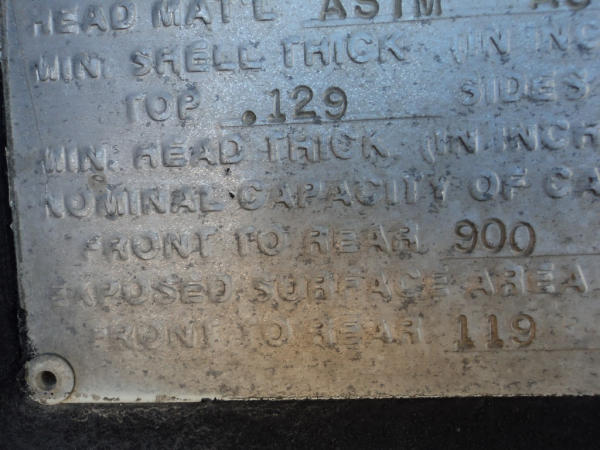 HEAD MAT'L ASTM
MIN. SHELL THICK. (IN INC
TOP .129 SIDES
MIN. HEAD THICK. (IN INCH
NOMINAL CAPACITY OF CA
FRONT TO REAR 900
EXPOSED SURFACE AREA
FRONT TO REAR 119